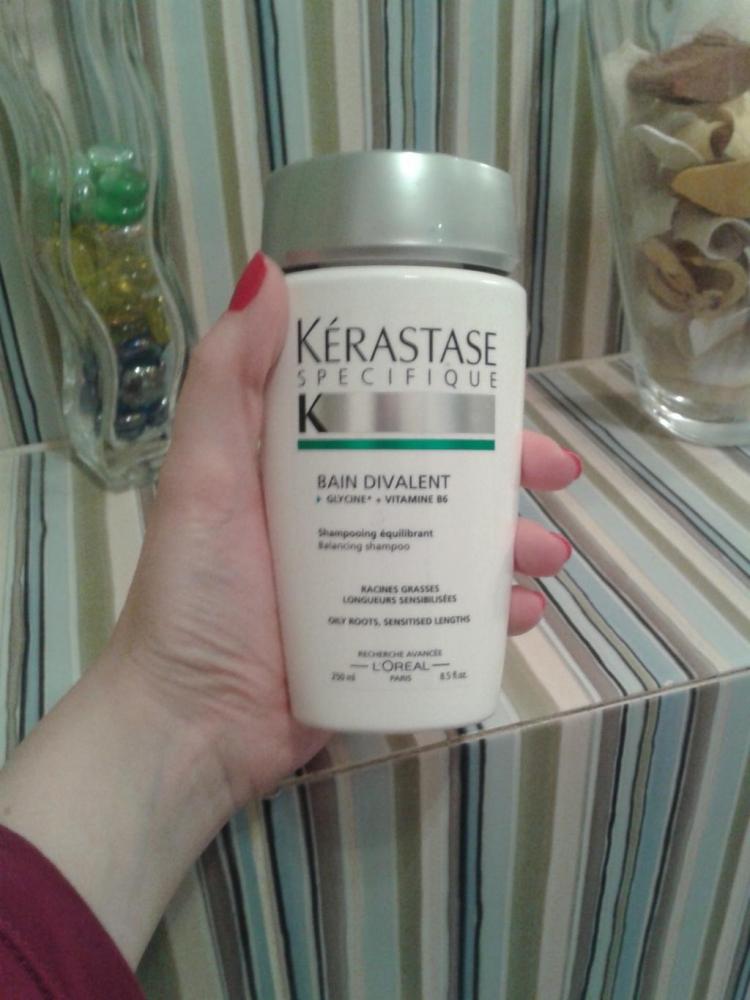 KÉRASTASE
SPECIFIQUE
K
BAIN DIVALENT
GLYCINE* + VITAMINE B6
Shampooing équilibrant
Balancing shampoo
RACINES GRASSES
LONGUEURS SENSIBILISÉES
OILY ROOTS, SENSITISED LENGTHS
RECHERCHE AVANCÉE
L'ORÉAL
250 ml PARIS 8.5 fl.oz.